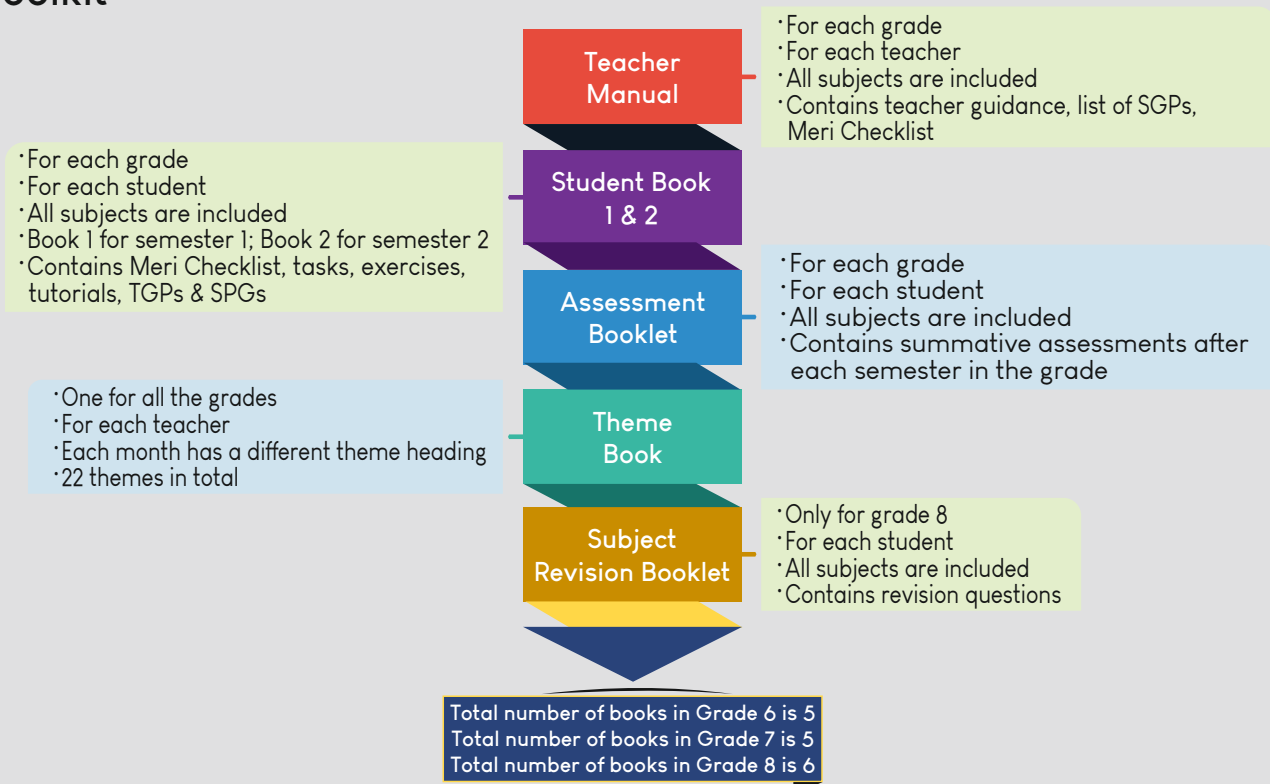 Teacher
Manual
·For each grade
·For each teacher
·All subjects are included
·Contains teacher guidance, list of SGPs,
Meri Checklist
·For each grade
·For each student
·All subjects are included
·Book 1 for semester 1; Book 2 for semester 2
·Contains Meri Checklist, tasks, exercises,
tutorials, TGPs & SPGs
Student Book
1 & 2
Assessment
Booklet
·For each grade
·For each student
·All subjects are included
·Contains summative assessments after
each semester in the grade
·One for all the grades
·For each teacher
·Each month has a different theme heading
·22 themes in total
Theme
Book
Subject
Revision Booklet
·Only for grade 8
·For each student
·All subjects are included
·Contains revision questions
Total number of books in Grade 6 is 5
Total number of books in Grade 7 is 5
Total number of books in Grade 8 is 6